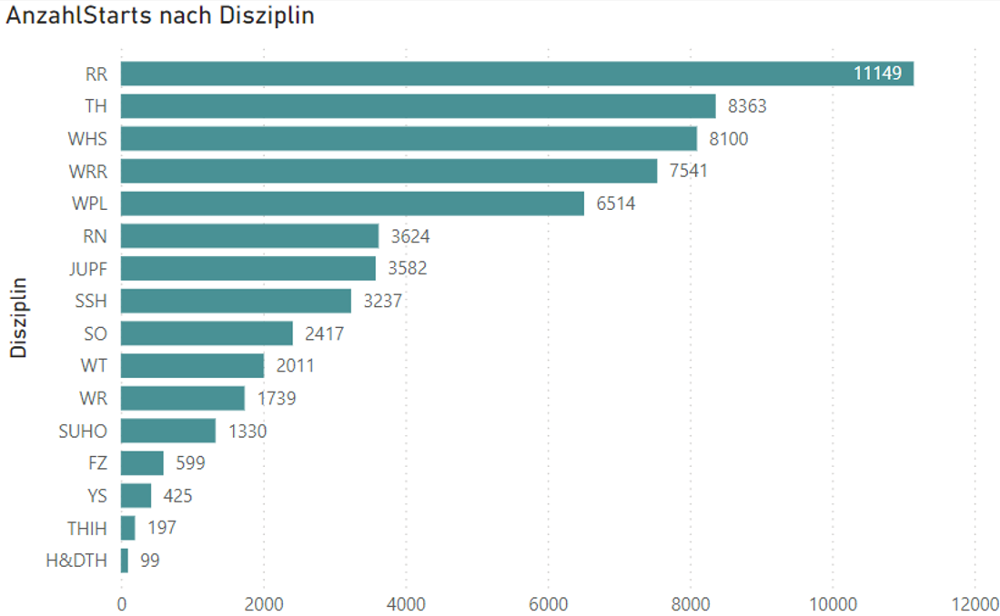 AnzahlStarts nach Disziplin
Disziplin
RR 11149
TH 8363
WHS 8100
WRR 7541
WPL 6514
RN 3624
JUPF 3582
SSH 3237
SO 2417
WT 2011
WR 1739
SUHO 1330
FZ 599
YS 425
THIH 197
H&DTH 99
0 2000 4000 6000 8000 10000 12000